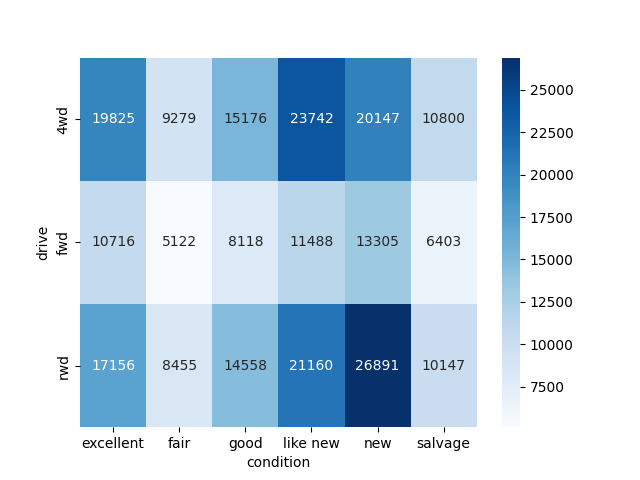 4wd 19825 9279 15176 23742 20147 10800
fwd 10716 5122 8118 11488 13305 6403
rwd 17156 8455 14558 21160 26891 10147
drive
excellent fair good like new new salvage
condition
25000
22500
20000
17500
15000
12500
10000
7500